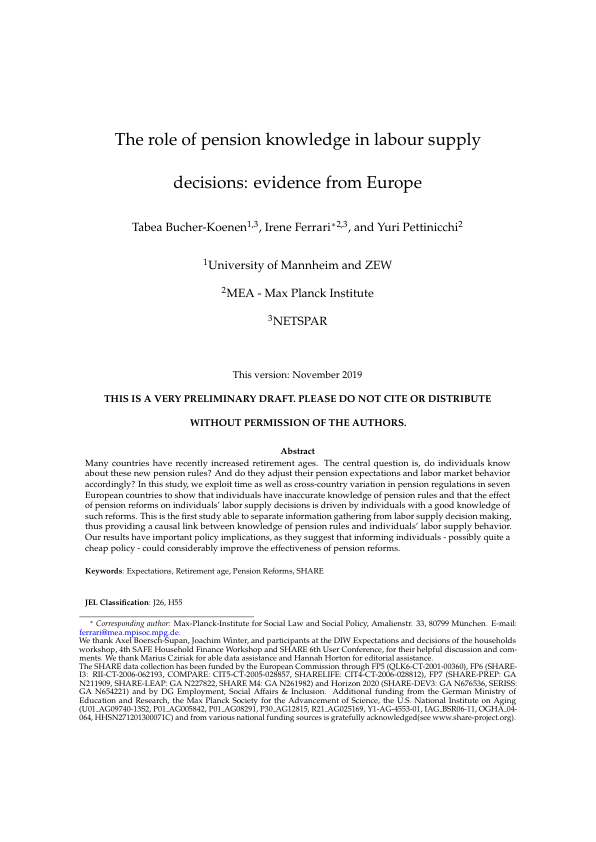 The role of pension knowledge in labour supply
decisions: evidence from Europe
Tabea Bucher-Koenen1,3, Irene Ferrari∗2,3, and Yuri Pettinicchi2
1University of Mannheim and ZEW
2MEA - Max Planck Institute
3NETSPAR
This version: November 2019
THIS IS A VERY PRELIMINARY DRAFT. PLEASE DO NOT CITE OR DISTRIBUTE
WITHOUT PERMISSION OF THE AUTHORS.
Abstract
Many countries have recently increased retirement ages. The central question is, do individuals know
about these new pension rules? And do they adjust their pension expectations and labor market behavior
accordingly? In this study, we exploit time as well as cross-country variation in pension regulations in seven
European countries to show that individuals have inaccurate knowledge of pension rules and that the effect
of pension reforms on individuals' labor supply decisions is driven by individuals with a good knowledge of
such reforms. This is the first study able to separate information gathering from labor supply decision making,
thus providing a causal link between knowledge of pension rules and individuals' labor supply behavior.
Our results have important policy implications, as they suggest that informing individuals - possibly quite a
cheap policy - could considerably improve the effectiveness of pension reforms.
Keywords: Expectations, Retirement age, Pension Reforms, SHARE
JEL Classification: J26, H55
∗ Corresponding author: Max-Planck-Institute for Social Law and Social Policy, Amalienstr. 33, 80799 München. E-mail:
ferrari@mea.mpisoc.mpg.de.
We thank Axel Boersch-Supan, Joachim Winter, and participants at the DIW Expectations and decisions of the households
workshop, 4th SAFE Household Finance Workshop and SHARE 6th User Conference, for their helpful discussion and com-
ments. We thank Marius Cziriak for able data assistance and Hannah Horton for editorial assistance.
The SHARE data collection has been funded by the European Commission through FP5 (QLK6-CT-2001-00360), FP6 (SHARE-
I3: RII-CT-2006-062193, COMPARE: CIT5-CT-2005-028857, SHARELIFE: CIT4-CT-2006-028812), FP7 (SHARE-PREP: GA
N211909, SHARE-LEAP: GA N227822, SHARE M4: GA N261982) and Horizon 2020 (SHARE-DEV3: GA N676536, SERISS:
GA N654221) and by DG Employment, Social Affairs & Inclusion. Additional funding from the German Ministry of
Education and Research, the Max Planck Society for the Advancement of Science, the U.S. National Institute on Aging
(U01_AG09740-13S2, P01_AG005842, P01_AG08291, P30_AG12815, R21_AG025169, Y1-AG-4553-01, IAG_BSR06-11, OGHA_04-
064, HHSN271201300071C) and from various national funding sources is gratefully acknowledged(see www.share-project.org).